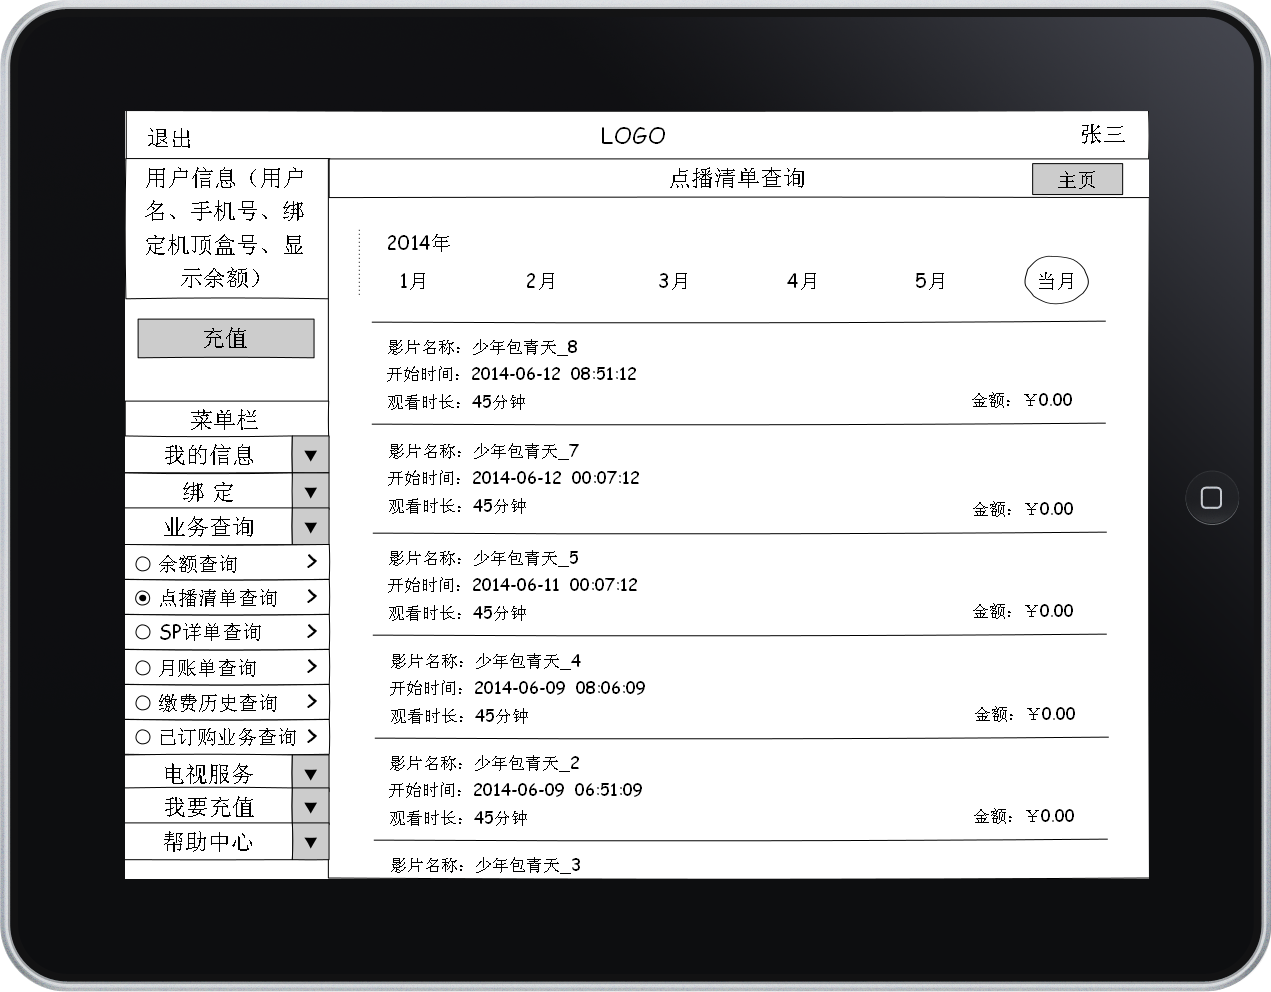 退出
LOGO
张三
用户信息（用户
名、手机号、绑
定机顶盒号、显
示余额）
充值
菜单栏
我的信息
绑 定
业务查询
余额查询
点播清单查询
SP详单查询
月账单查询
缴费历史查询
已订购业务查询
电视服务
我要充值
帮助中心
点播清单查询
主页
2014年
1月 2月 3月 4月 5月 当月
影片名称：少年包青天_8
开始时间：2014-06-12 08:51:12
观看时长：45分钟
金额：￥0.00
影片名称：少年包青天_7
开始时间：2014-06-12 00:07:12
观看时长：45分钟
金额：￥0.00
影片名称：少年包青天_5
开始时间：2014-06-11 00:07:12
观看时长：45分钟
金额：￥0.00
影片名称：少年包青天_4
开始时间：2014-06-09 08:06:09
观看时长：45分钟
金额：￥0.00
影片名称：少年包青天_2
开始时间：2014-06-09 06:51:09
观看时长：45分钟
金额：￥0.00
影片名称：少年包青天_3